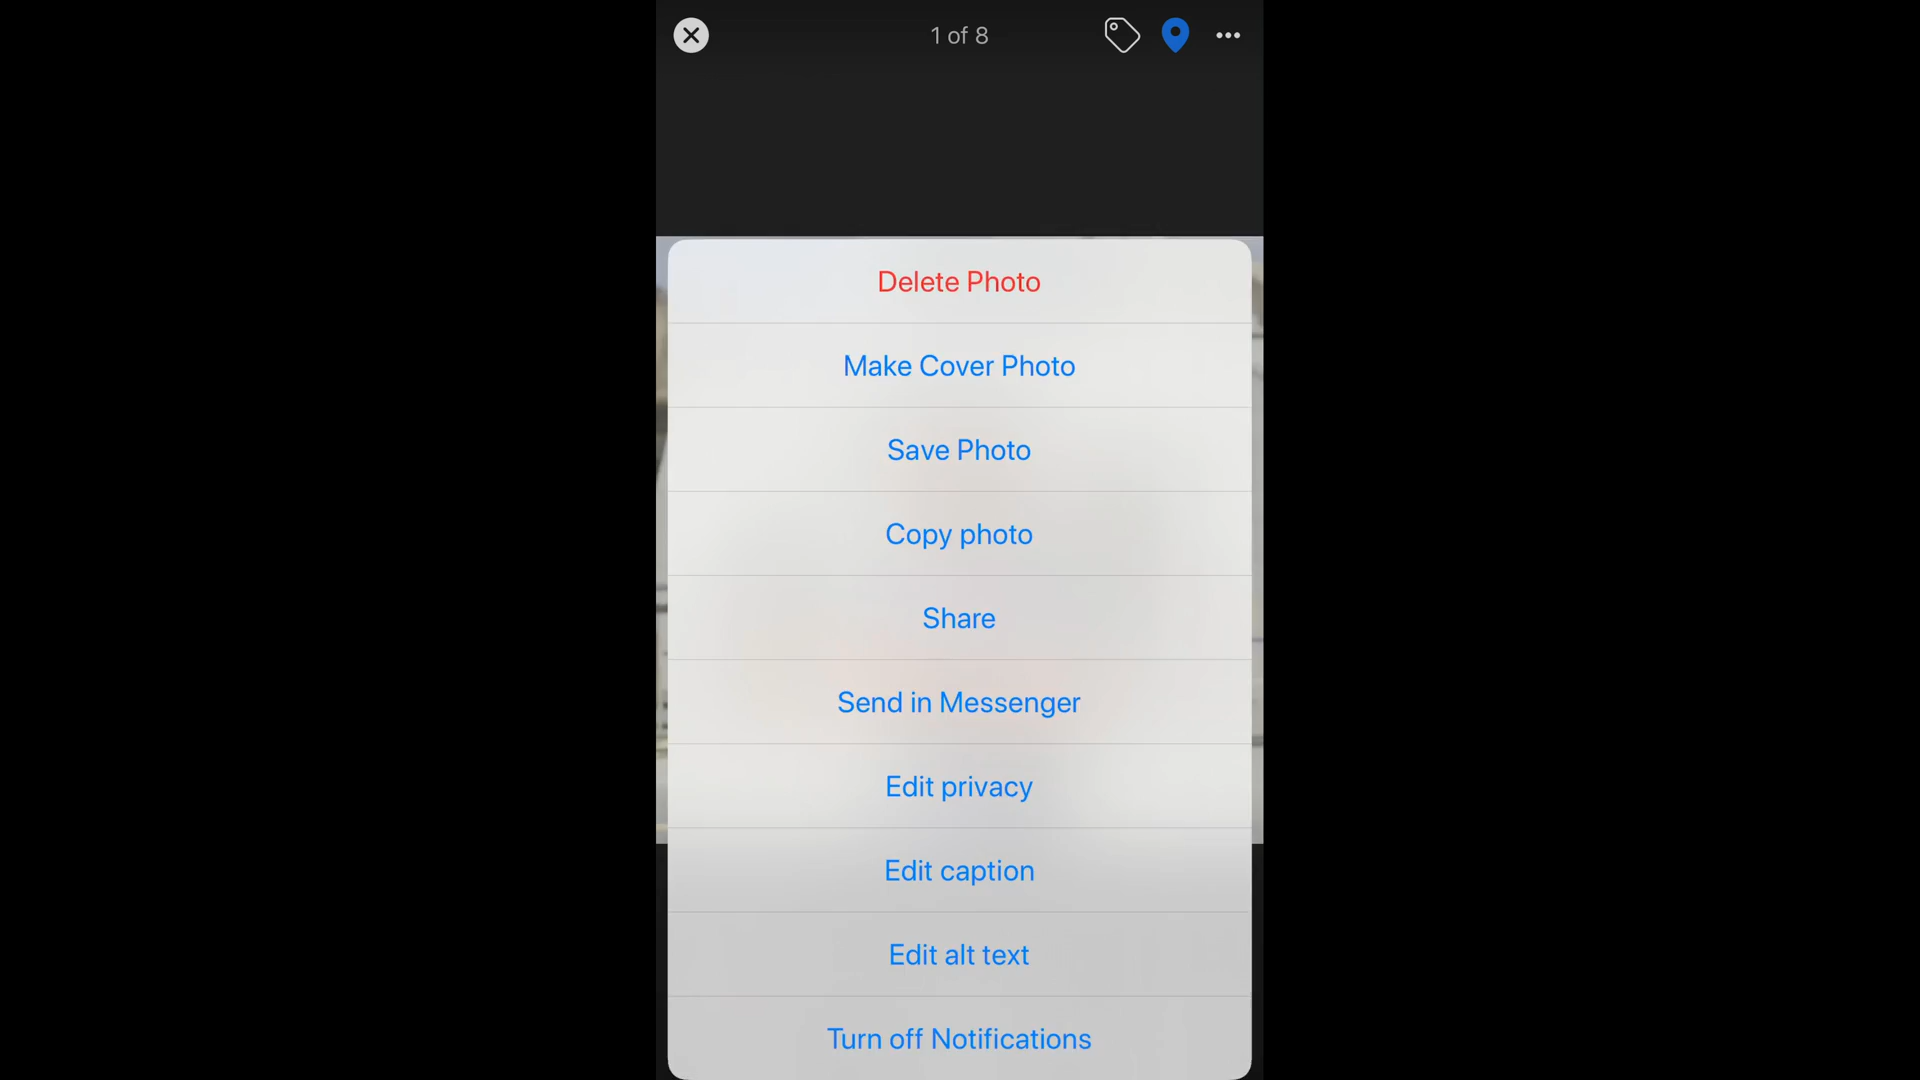 1 of 8
Delete Photo
Make Cover Photo
Save Photo
Copy photo
Share
Send in Messenger
Edit privacy
Edit caption
Edit alt text
Turn off Notifications